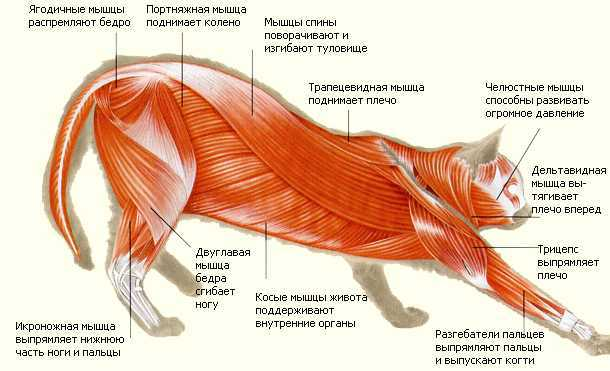 Ягодичные мышцы
распремляют бедро
Портняжная мышца
поднимает колено
Мышцы спины
поворачивают и
изгибают туловище
Трапецевидная мышца
поднимает плечо
Челюстные мышцы
способны развивать
огромное давление
Дельтавидная
мышца вы-
тягивает
плечо вперед
Трицепс
выпрямляет
плечо
Двуглавая
мышца
бедра
сгибает
ногу
Косые мышцы живота
поддерживают
внутренние органы
Икроножная мышца
выпрямляет нижнюю
часть ноги и пальцы
Разгебатели пальцев
выпрямляют пальцы
и выпускают когти